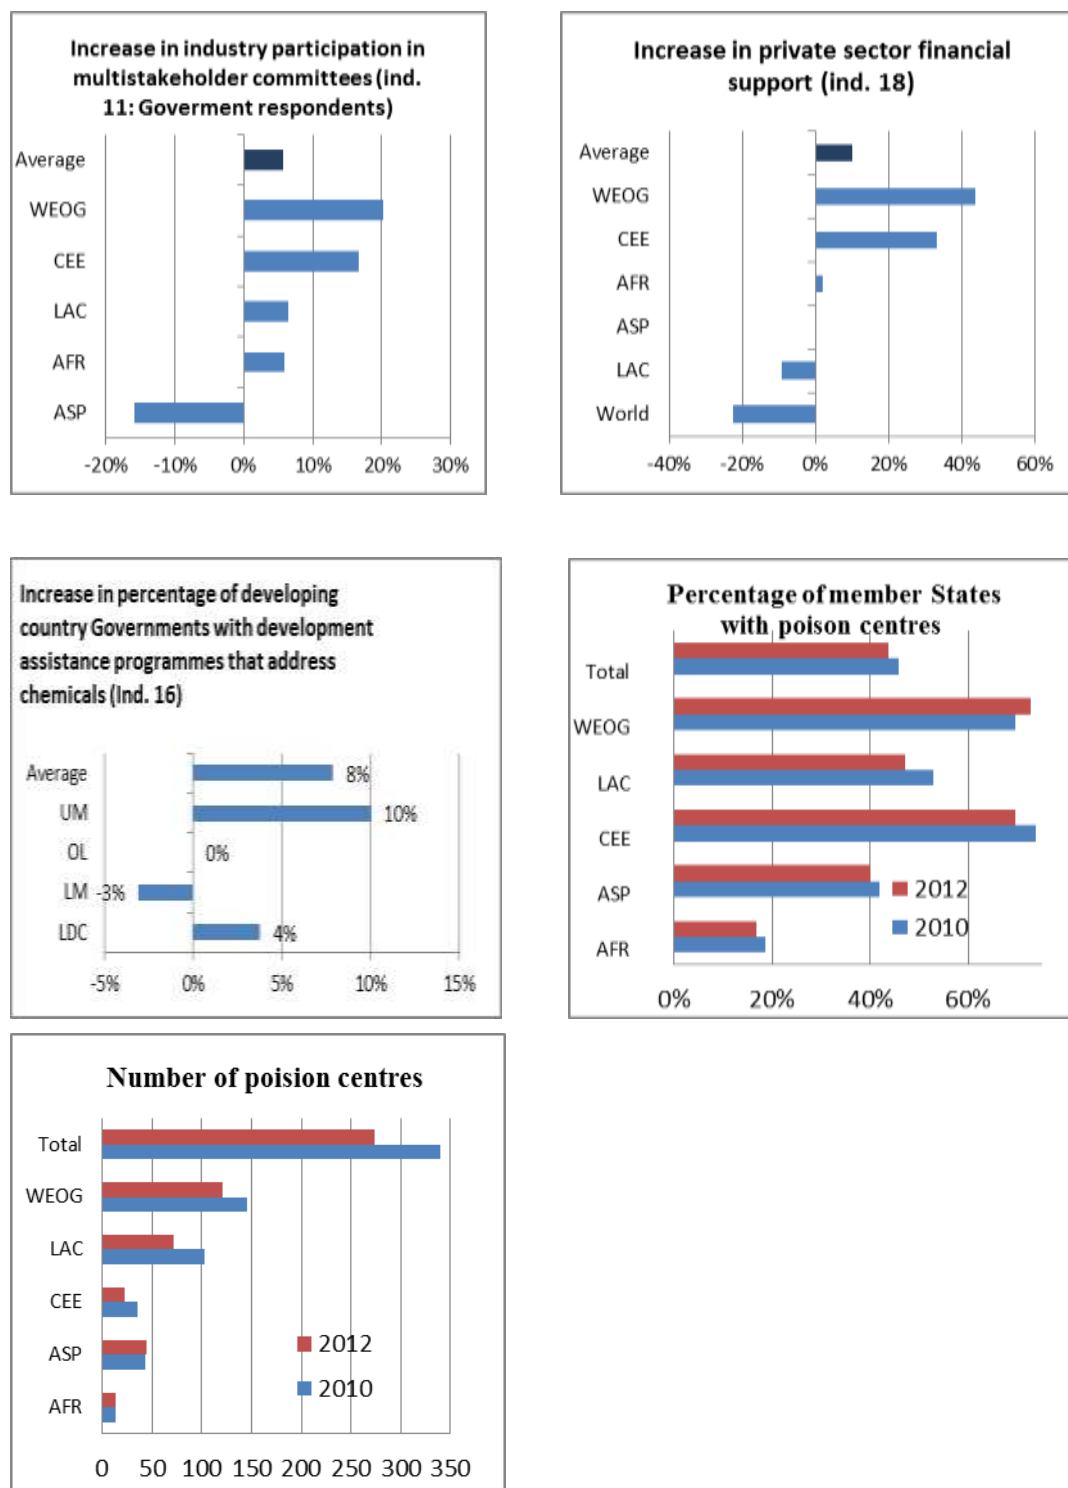 Increase in industry participation in
multistakeholder committees (ind.
11: Goverment respondents)
Average
WEOG
CEE
LAC
AFR
ASP
-20% -10% 0% 10% 20% 30%
Increase in private sector financial
support (ind. 18)
Average
WEOG
CEE
AFR
ASP
LAC
World
-40% -20% 0% 20% 40% 60%
Increase in percentage of developing
country Governments with development
assistance programmes that address
chemicals (Ind. 16)
Average 8%
UM 10%
OL 0%
LM -3%
LDC 4%
-5% 0% 5% 10% 15%
Percentage of member States
with poison centres
Total
WEOG
LAC
CEE
ASP
AFR
2012
2010
0% 20% 40% 60%
Number of poision centres
Total
WEOG
LAC
CEE
ASP
AFR
2012
2010
0 50 100 150 200 250 300 350